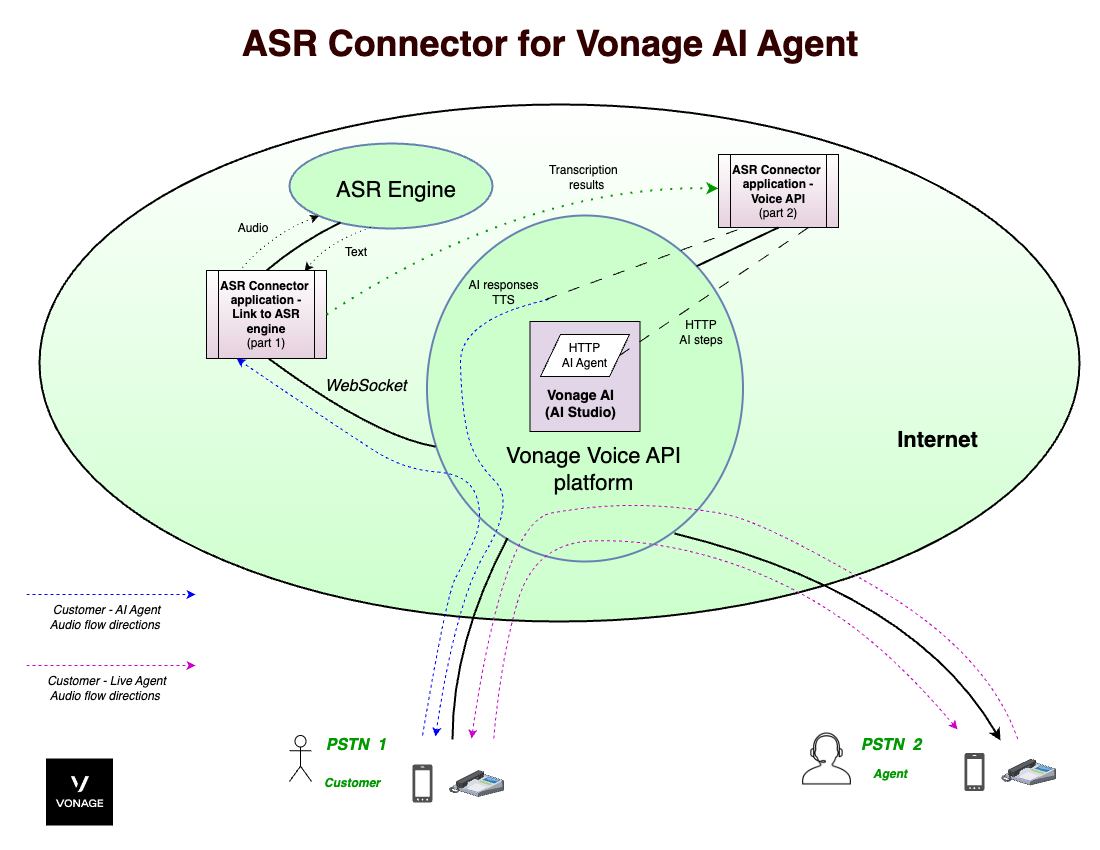 ASR Connector for Vonage AI Agent
ASR Engine
Transcription
results
ASR Connector
application -
Voice API
(part 2)
Audio
Text
ASR Connector
application -
Link to ASR
engine
(part 1)
AI responses
TTS
HTTP
AI steps
HTTP
AI Agent
Vonage AI
(AI Studio)
WebSocket
Vonage Voice API
platform
Internet
Customer - AI Agent
Audio flow directions
Customer - Live Agent
Audio flow directions
PSTN 1
Customer
PSTN 2
Agent
VONAGE